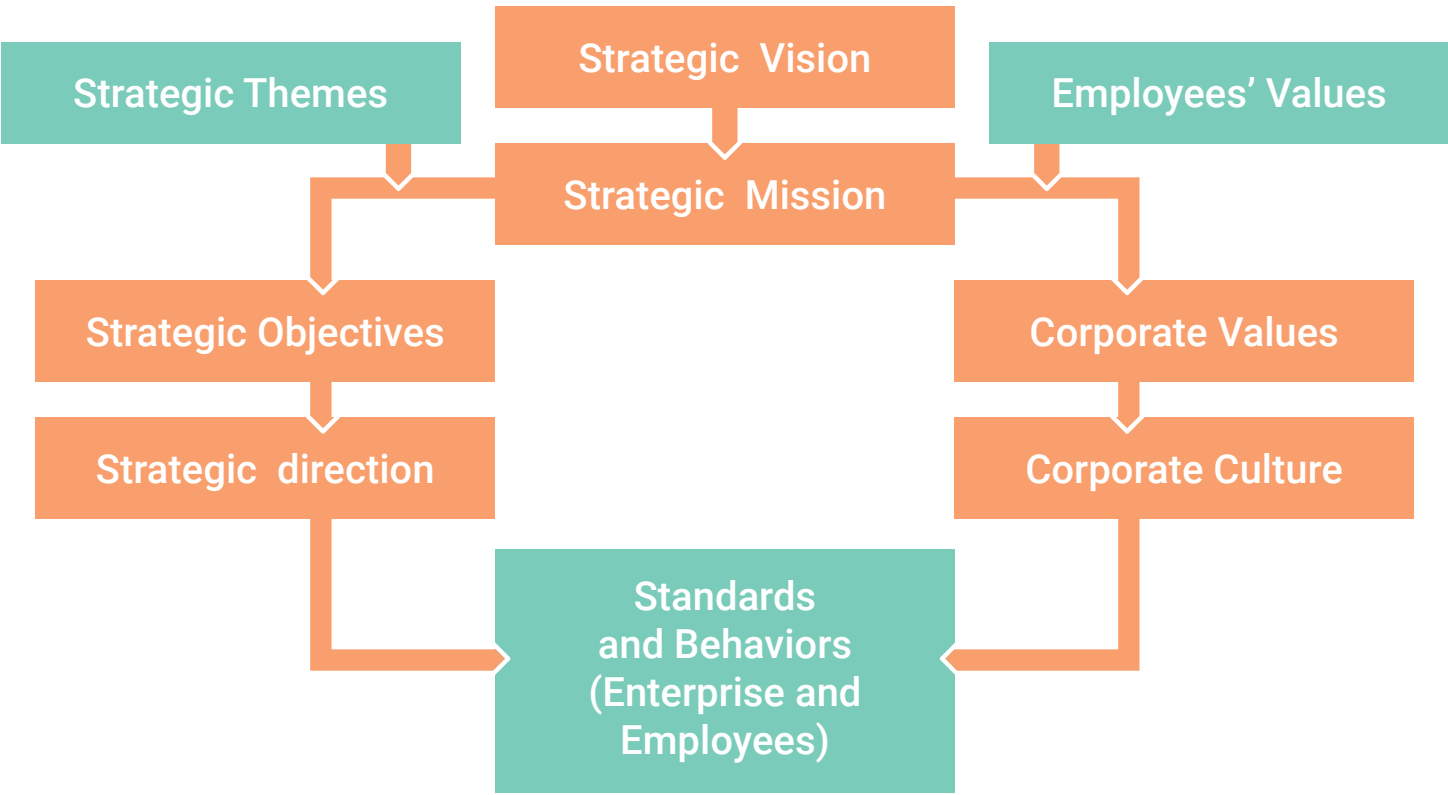 Strategic Vision
Strategic Themes
Employees’ Values
Strategic Mission
Strategic Objectives
Corporate Values
Strategic direction
Corporate Culture
Standards
and Behaviors
(Enterprise and
Employees)